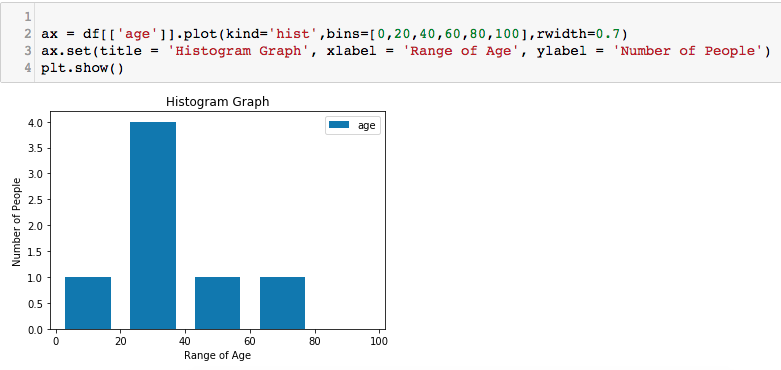 1
2 ax = df[['age']].plot(kind='hist',bins=[0,20,40,60,80,100],rwidth=0.7)
3 ax.set(title = 'Histogram Graph', xlabel = 'Range of Age', ylabel = 'Number of People')
4 plt.show()
Histogram Graph
age
4.0
3.5
3.0
2.5
2.0
1.5
1.0
0.5
0.0
Number of People
0 20 40 60 80 100
Range of Age